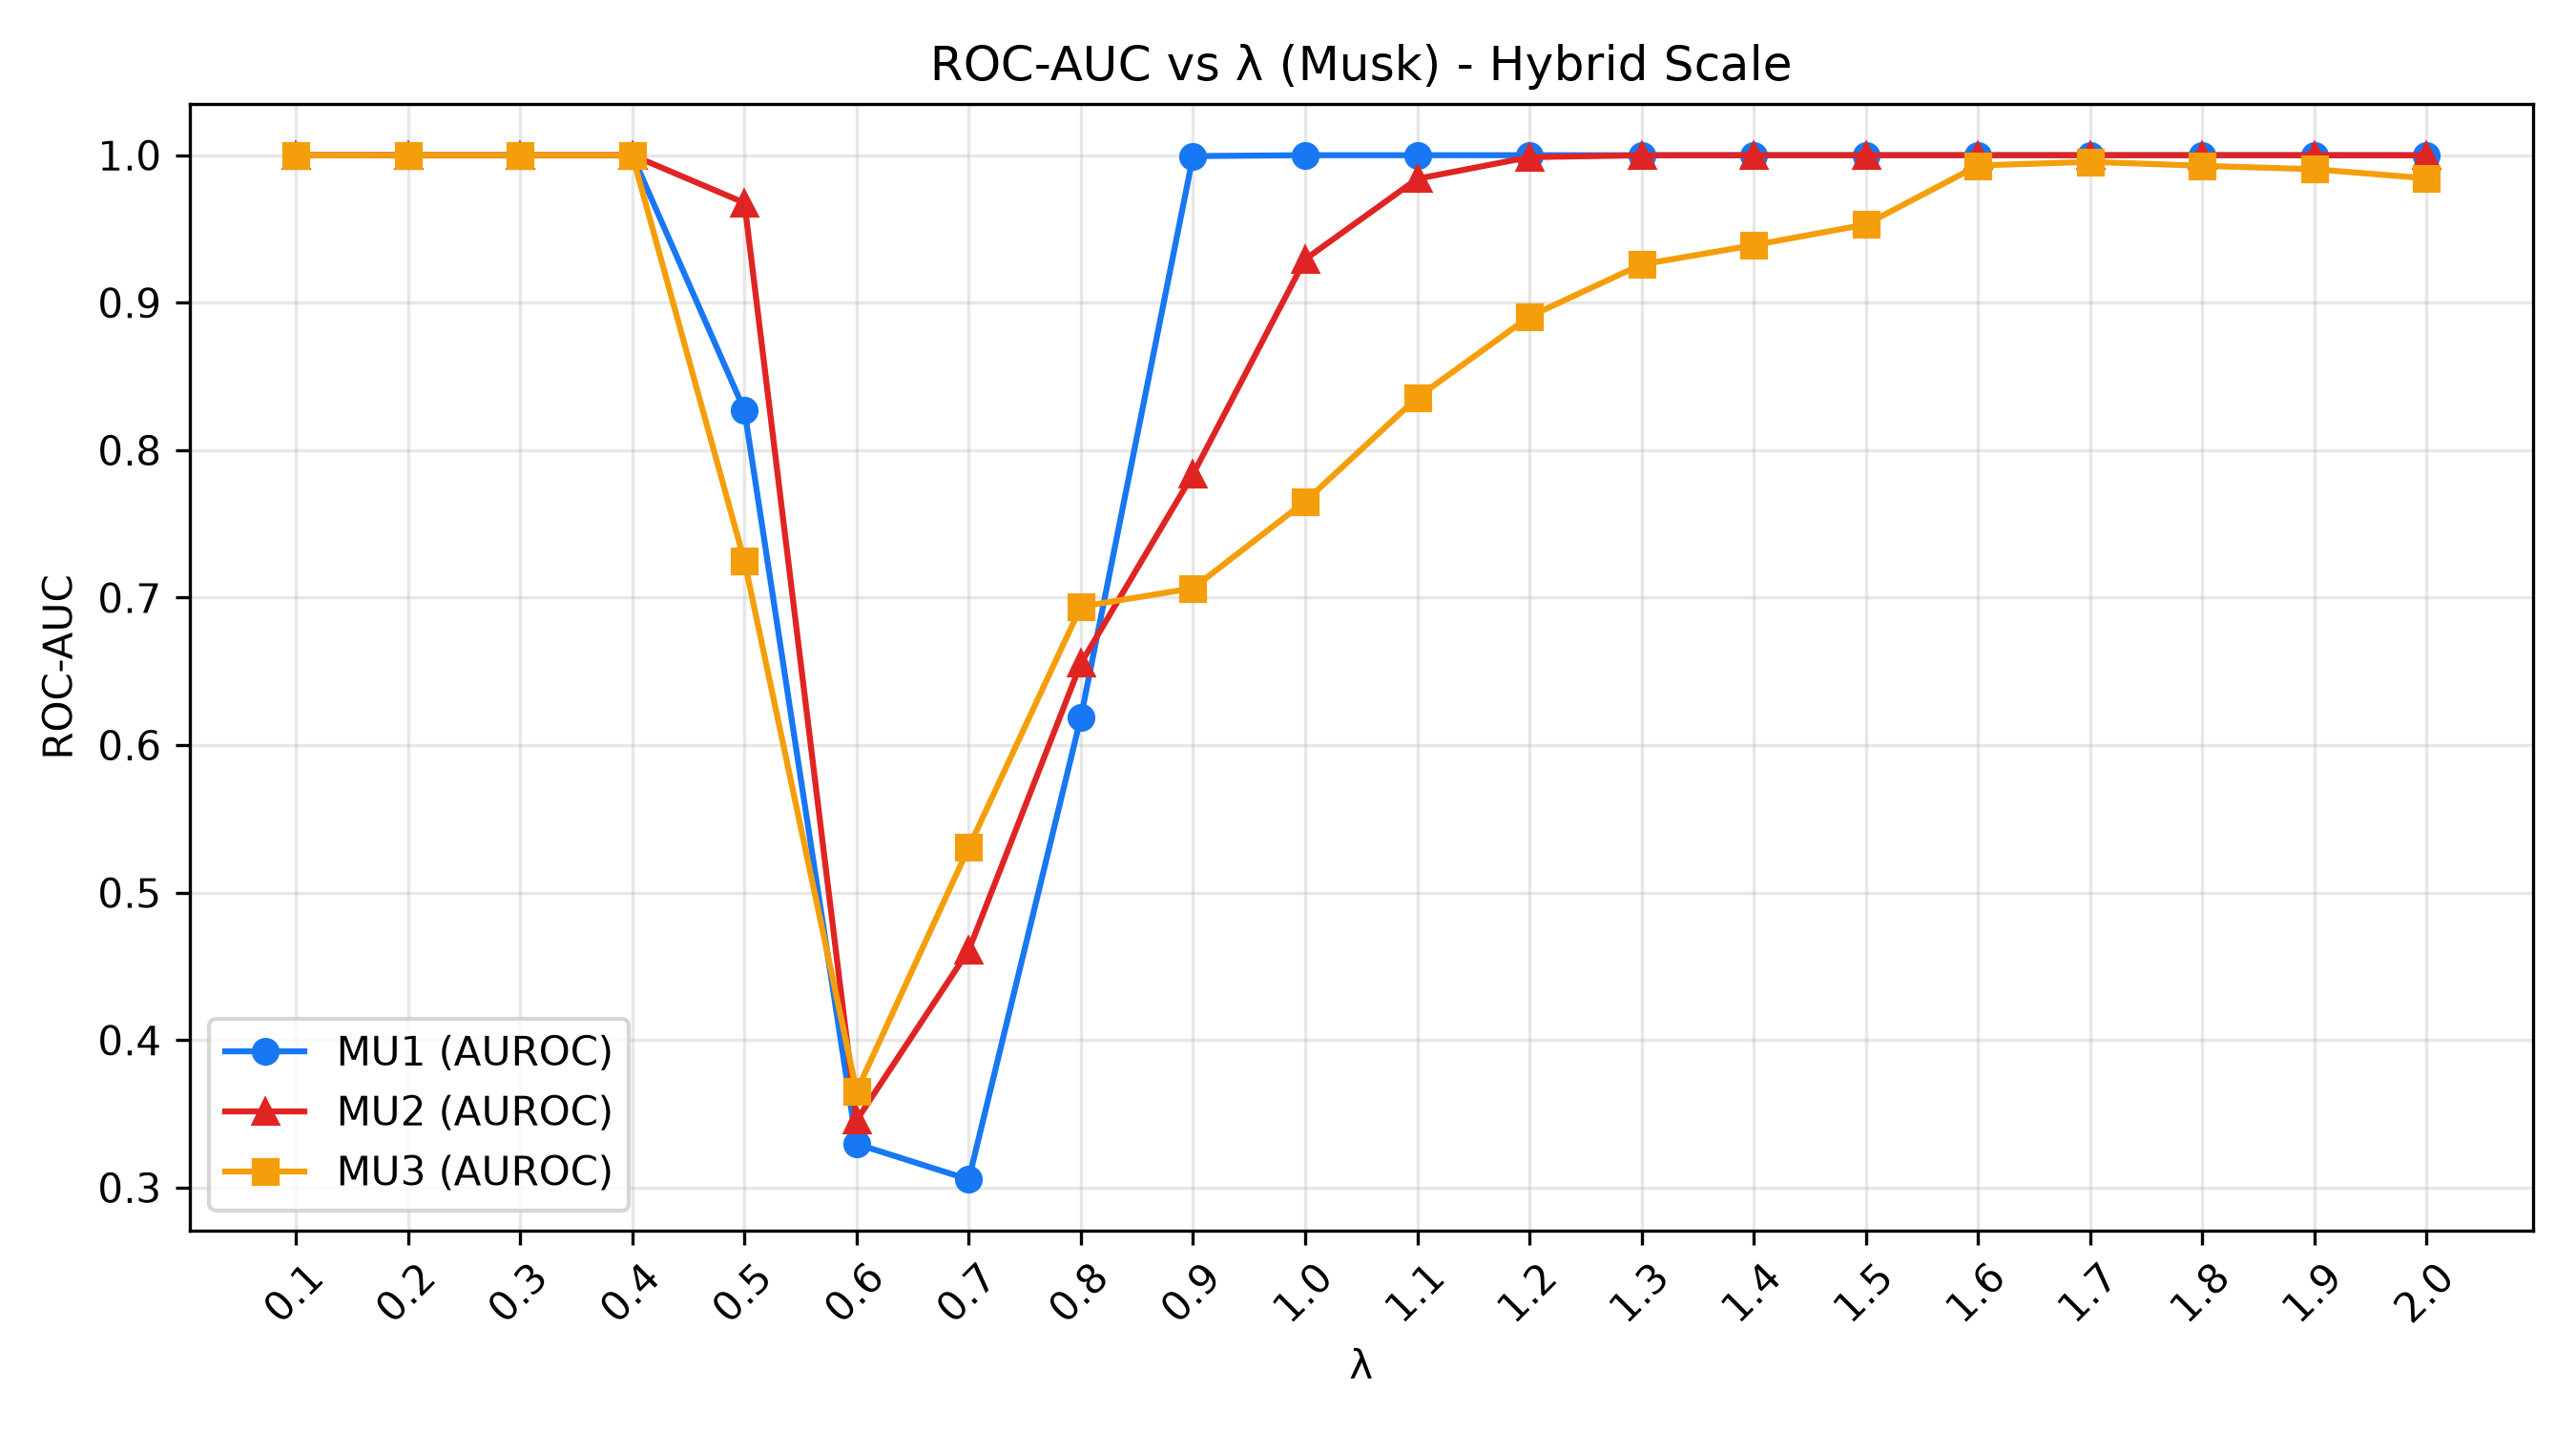 ROC-AUC vs λ (Musk) - Hybrid Scale
ROC-AUC
1.0
0.9
0.8
0.7
0.6
0.5
0.4
0.3
MU1 (AUROC)
MU2 (AUROC)
MU3 (AUROC)
0.1 0.2 0.3 0.4 0.5 0.6 0.7 0.8 0.9 1.0 1.1 1.2 1.3 1.4 1.5 1.6 1.7 1.8 1.9 2.0
λ